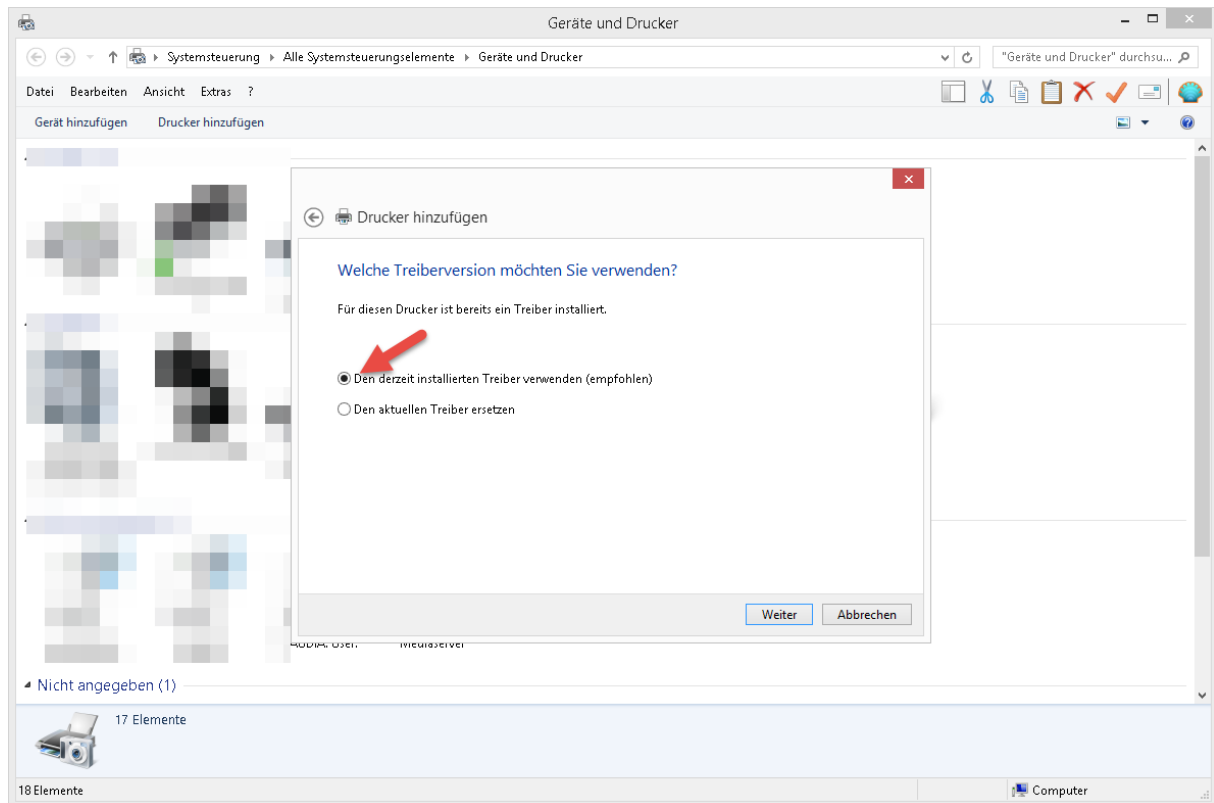 Geräte und Drucker
Systemsteuerung Alle Systemsteuerungselemente Geräte und Drucker "Geräte und Drucker" durchsu...
Datei Bearbeiten Ansicht Extras ?
Gerät hinzufügen Drucker hinzufügen
Drucker hinzufügen
Welche Treiberversion möchten Sie verwenden?
Für diesen Drucker ist bereits ein Treiber installiert.
Den derzeit installierten Treiber verwenden (empfohlen)
Den aktuellen Treiber ersetzen
Weiter Abbrechen
User: Mediaserver
Nicht angegeben (1)
17 Elemente
18 Elemente Computer